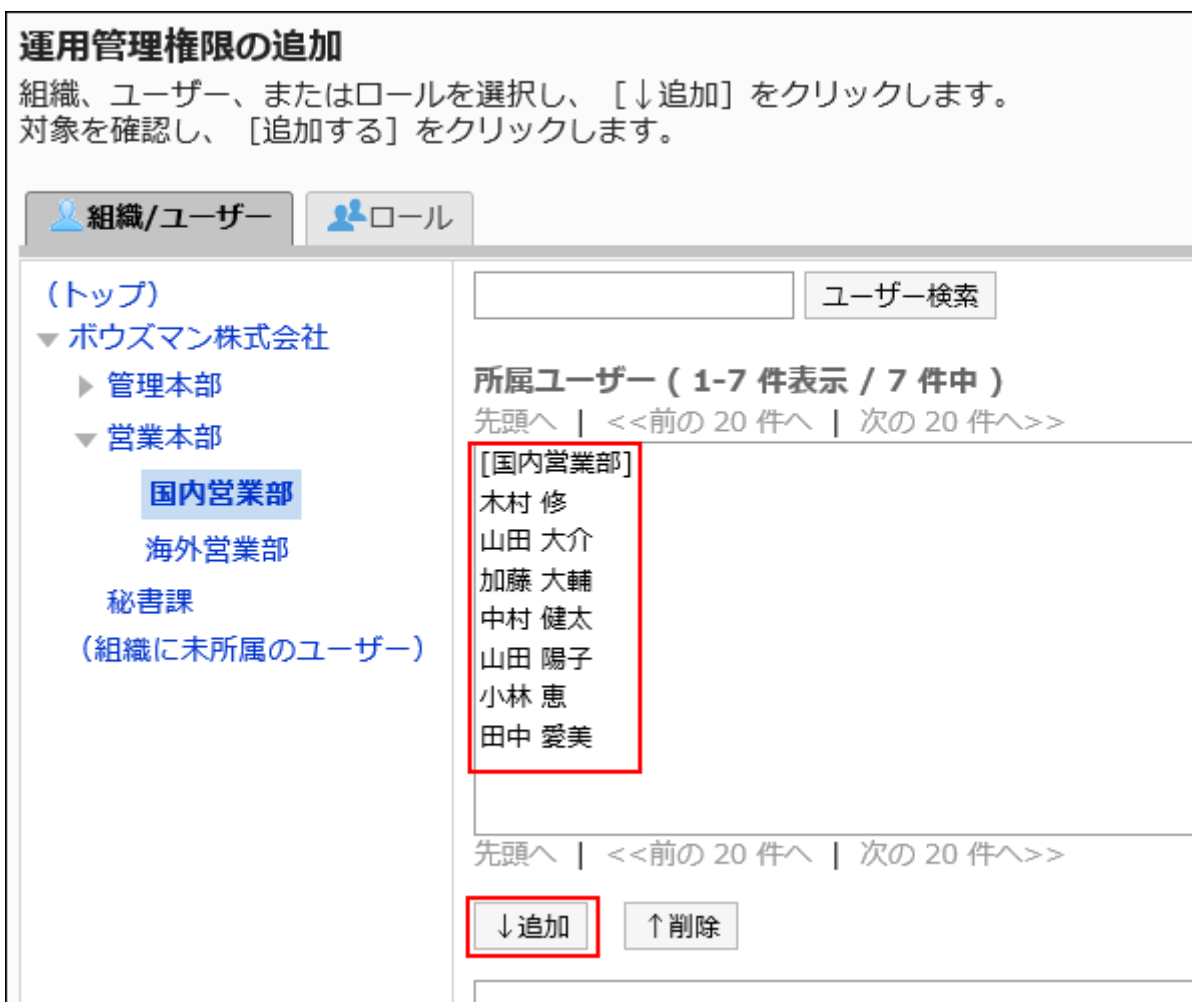 運用管理権限の追加
組織、ユーザー、またはロールを選択し、［↓追加］をクリックします。
対象を確認し、［追加する］をクリックします。
組織/ユーザー
ロール
（トップ）
ボウズマン株式会社
管理本部
営業本部
国内営業部
海外営業部
秘書課
（組織に未所属のユーザー）
ユーザー検索
所属ユーザー ( 1-7 件表示 / 7 件中 )
先頭へ | <<前の 20 件へ | 次の 20 件へ>>
[国内営業部]
木村 修
山田 大介
加藤 大輔
中村 健太
山田 陽子
小林 恵
田中 愛美
先頭へ | <<前の 20 件へ | 次の 20 件へ>>
↓追加
↑削除